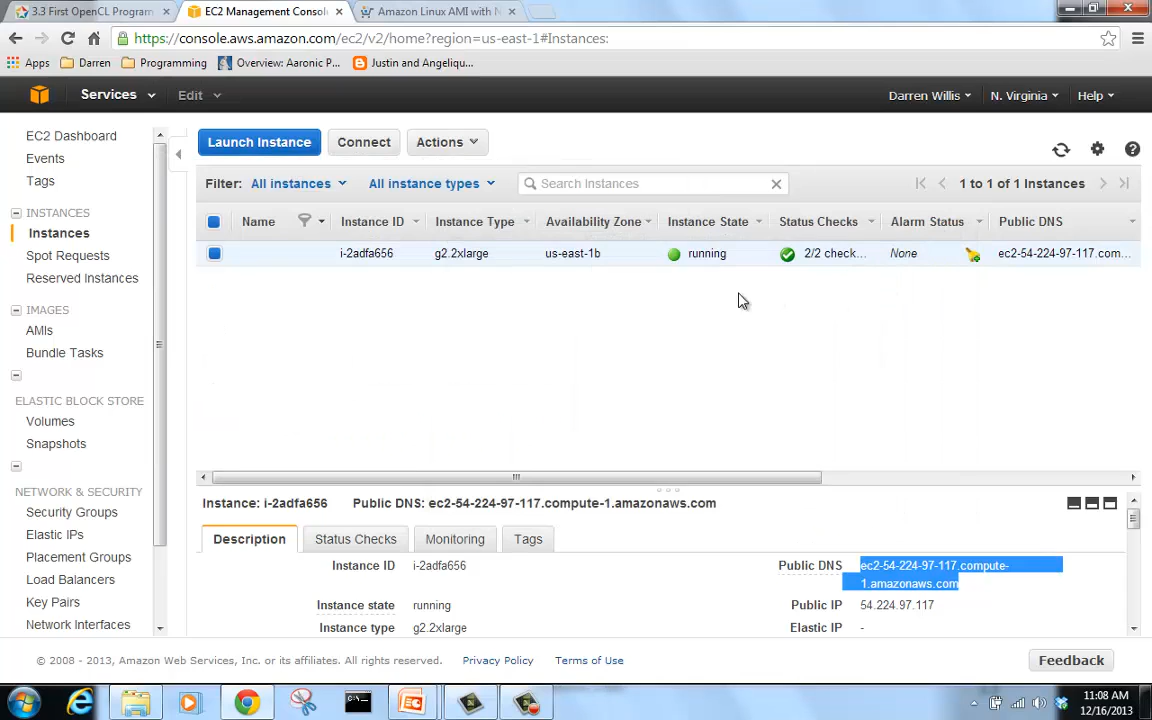 3.3 First OpenCL Program
EC2 Management Consol
Amazon Linux AMI with N
https://console.aws.amazon.com/ec2/v2/home?region=us-east-1#Instances:
Apps Darren Programming Overview: Aaronic P... Justin and Angeliqu...
Services Edit Darren Willis N. Virginia Help
EC2 Dashboard
Events
Tags
INSTANCES
Instances
Spot Requests
Reserved Instances
IMAGES
AMIs
Bundle Tasks
ELASTIC BLOCK STORE
Volumes
Snapshots
NETWORK & SECURITY
Security Groups
Elastic IPs
Placement Groups
Load Balancers
Key Pairs
Network Interfaces
Launch Instance Connect Actions
Filter: All instances All instance types Search Instances 1 to 1 of 1 Instances
Name Instance ID Instance Type Availability Zone Instance State Status Checks Alarm Status Public DNS
i-2adfa656 g2.2xlarge us-east-1b running 2/2 check... None ec2-54-224-97-117.com...
Instance: i-2adfa656 Public DNS: ec2-54-224-97-117.compute-1.amazonaws.com
Description Status Checks Monitoring Tags
Instance ID i-2adfa656 Public DNS ec2-54-224-97-117.compute-
1.amazonaws.com
Instance state running Public IP 54.224.97.117
Instance type g2.2xlarge Elastic IP -
© 2008 - 2013, Amazon Web Services, Inc. or its affiliates. All rights reserved. Privacy Policy Terms of Use Feedback
11:08 AM
12/16/2013